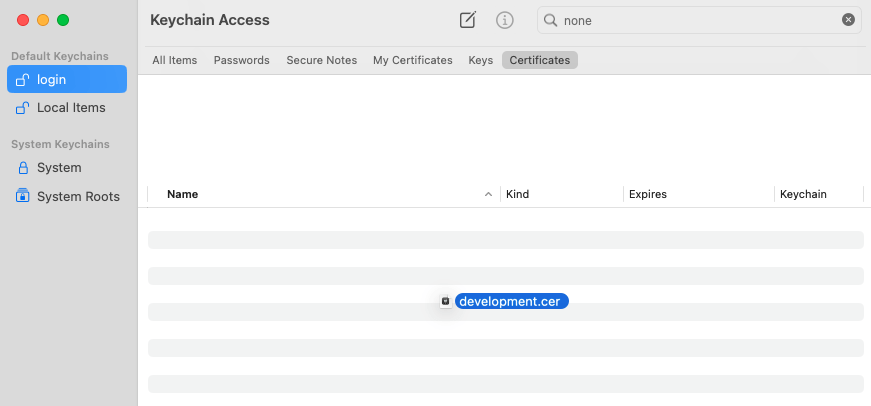 Keychain Access
none
Default Keychains
login
Local Items
System Keychains
System
System Roots
All Items Passwords Secure Notes My Certificates Keys Certificates
Name Kind Expires Keychain
development.cer